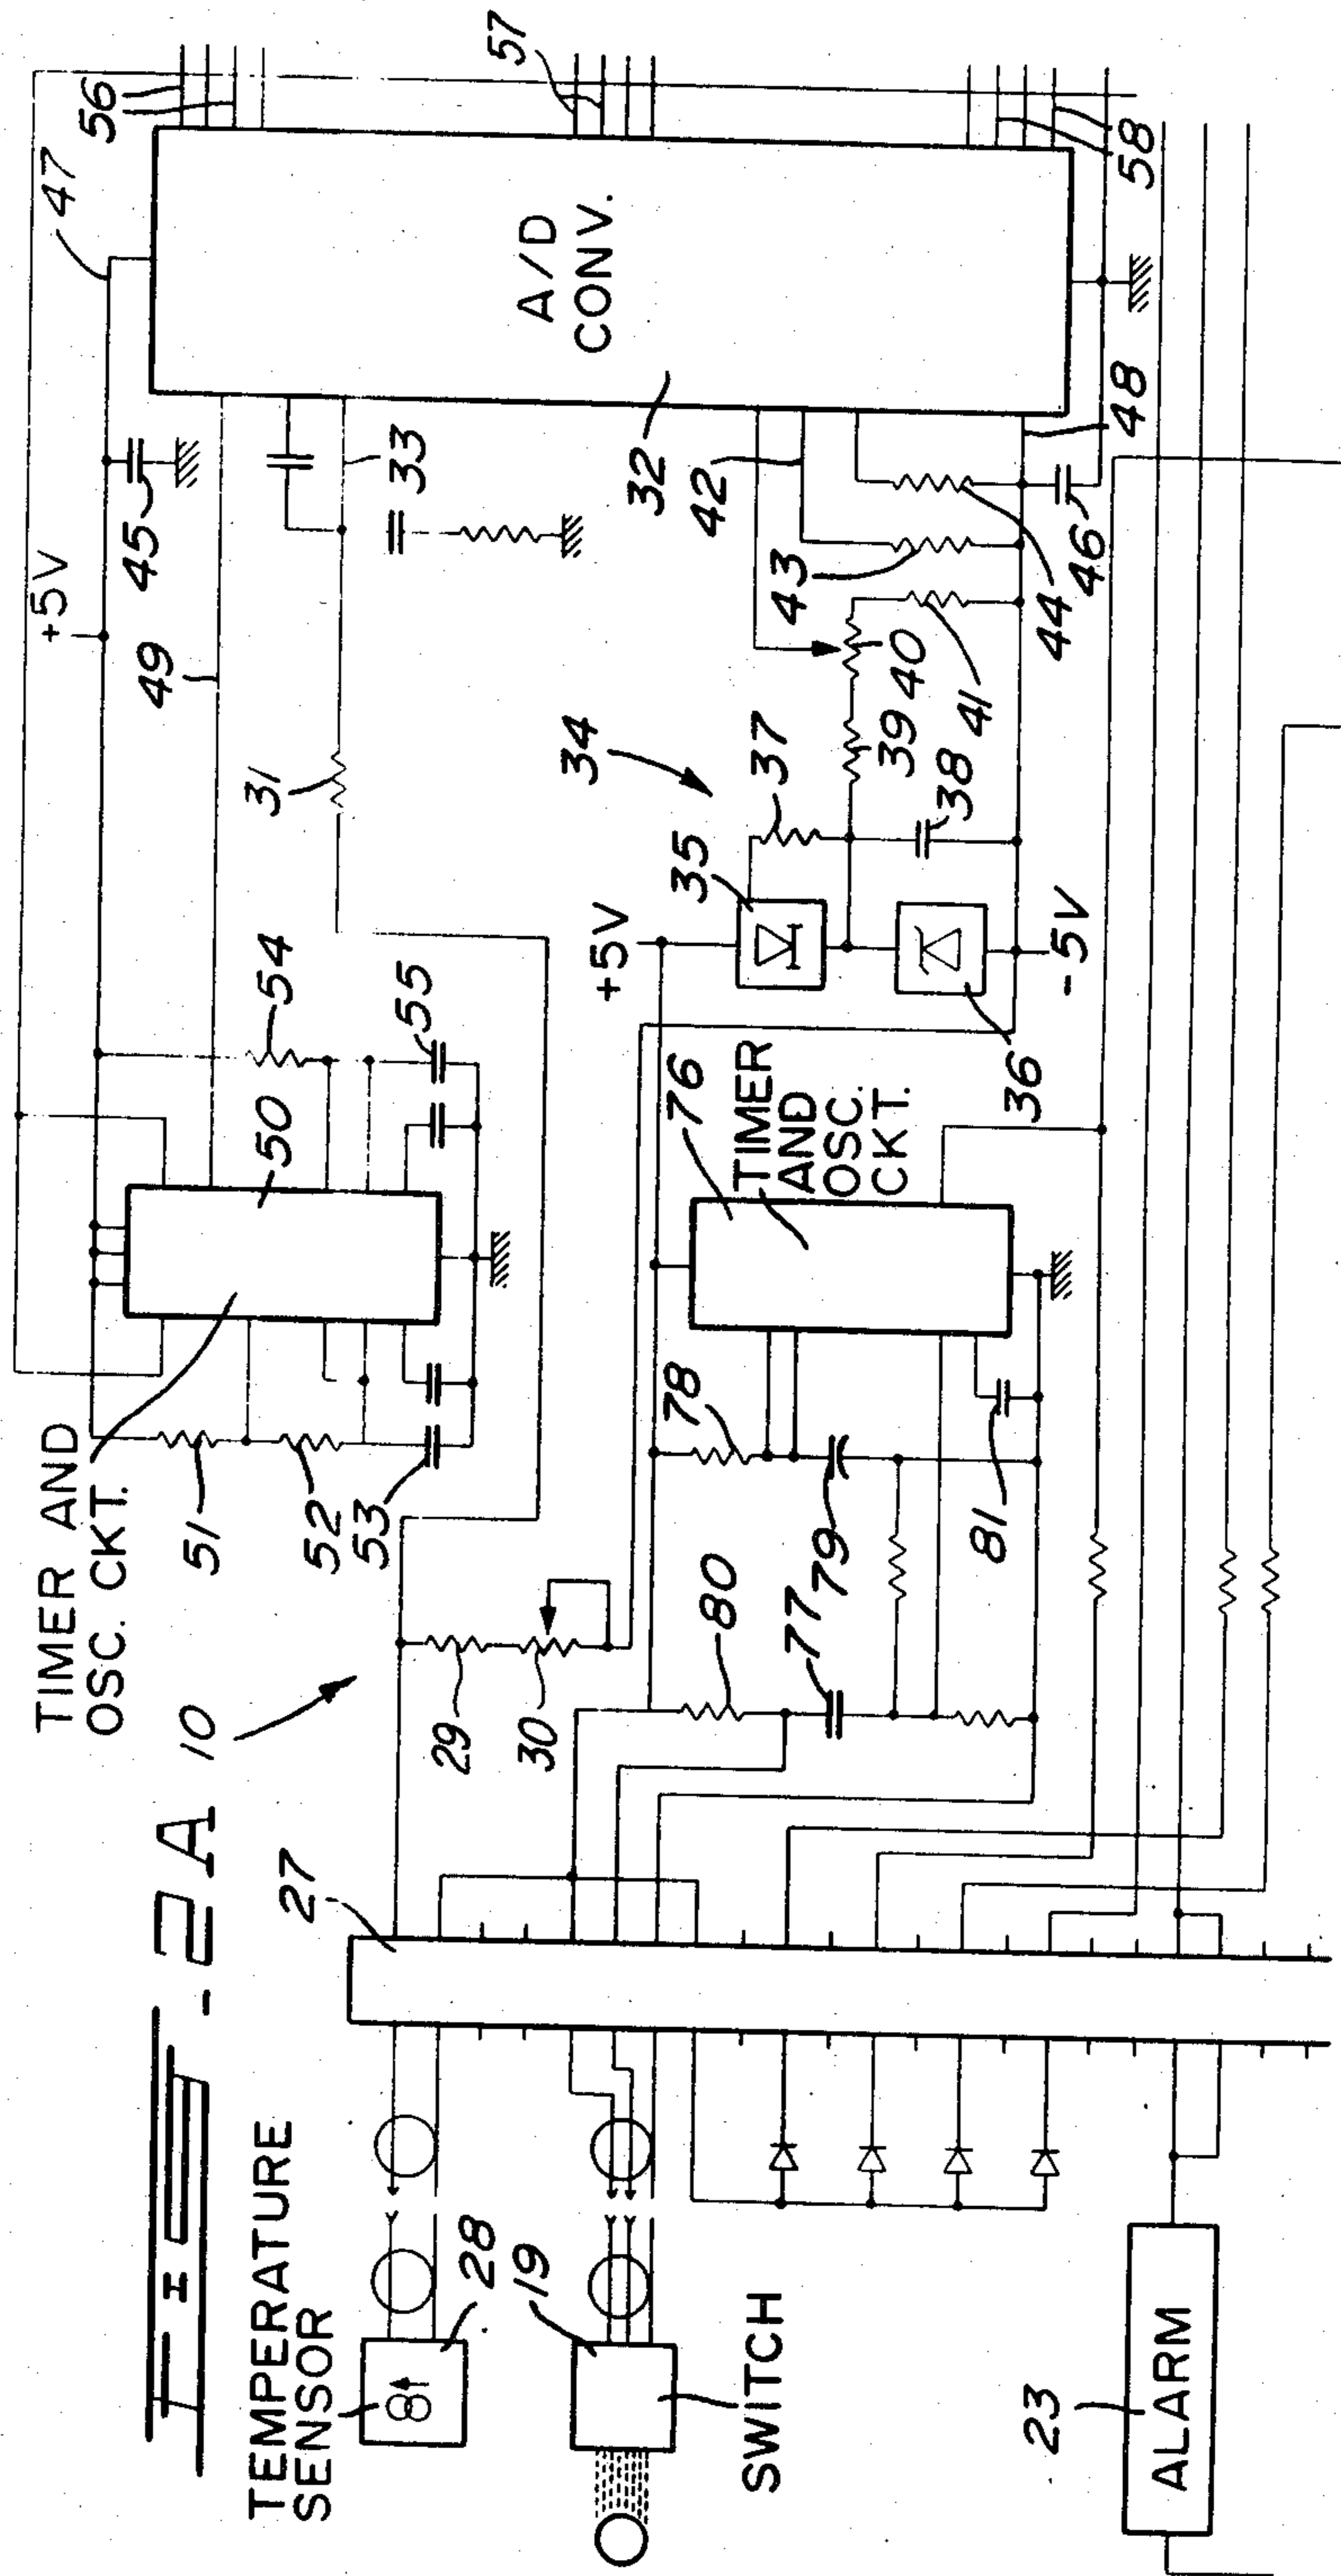 FIG-2A
10
TIMER AND
OSC. CKT.
+5V
47
56
45
49
50
54
55
51
52
53
31
33
57
A/D
CONV.
32
42
TEMPERATURE
SENSOR
28
27
29
30
34
+5V
35
37
39
40
43
44
41
38
46
48
58
36
-5V
76
TIMER
AND
OSC.
CKT.
78
79
80
77
81
19
SWITCH
23
ALARM